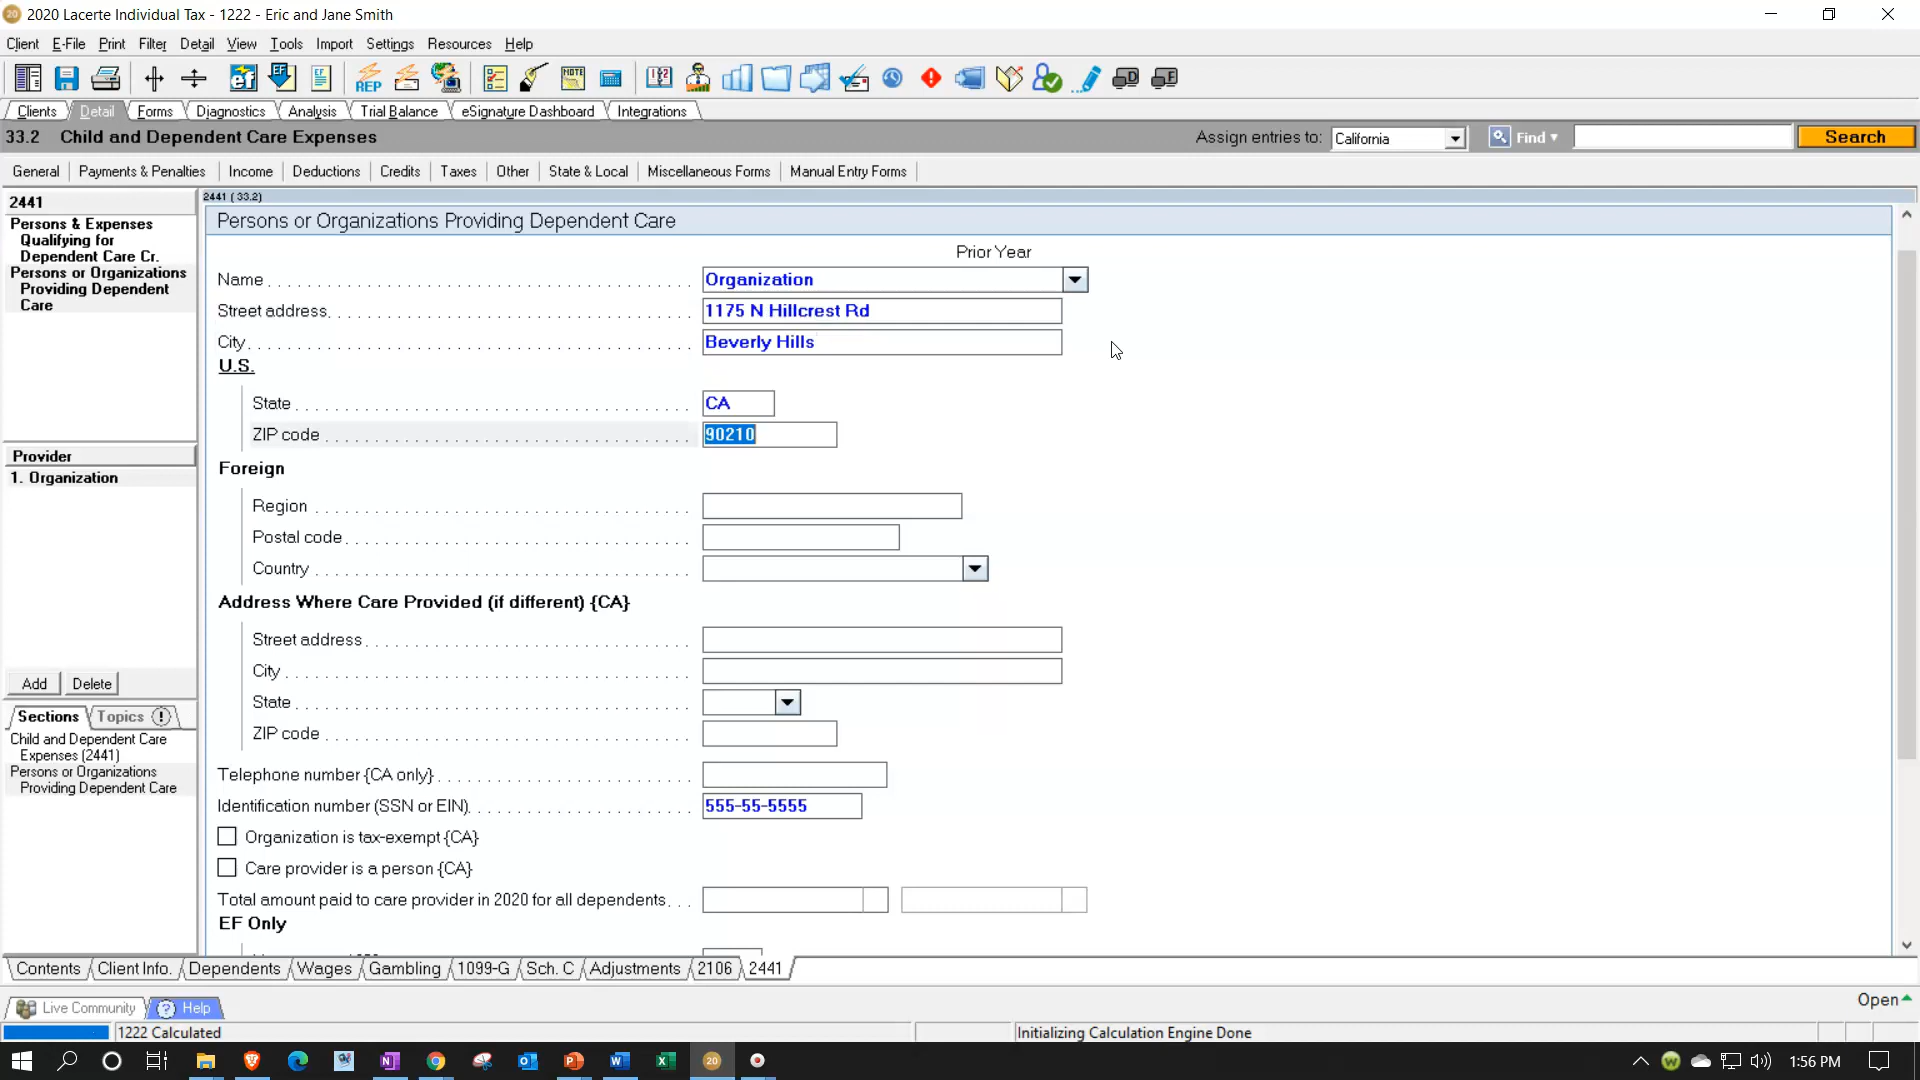 2020 Lacerte Individual Tax - 1222 - Eric and Jane Smith
Client E-File Print Filter Detail View Tools Import Settings Resources Help
Clients Detail Forms Diagnostics Analysis Trial Balance eSignature Dashboard Integrations
33.2 Child and Dependent Care Expenses Assign entries to: California Find Search
General Payments & Penalties Income Deductions Credits Taxes Other State & Local Miscellaneous Forms Manual Entry Forms
2441
Persons & Expenses
Qualifying for
Dependent Care Cr.
Persons or Organizations
Providing Dependent
Care
Provider
1. Organization
Add Delete
Sections Topics
Child and Dependent Care
Expenses (2441)
Persons or Organizations
Providing Dependent Care
2441 ( 33.2)
Persons or Organizations Providing Dependent Care
Prior Year
Name Organization
Street address 1175 N Hillcrest Rd
City Beverly Hills
U.S.
State CA
ZIP code 90210
Foreign
Region
Postal code
Country
Address Where Care Provided (if different) {CA}
Street address
City
State
ZIP code
Telephone number {CA only}
Identification number (SSN or EIN) 555-55-5555
Organization is tax-exempt {CA}
Care provider is a person {CA}
Total amount paid to care provider in 2020 for all dependents
EF Only
Contents Client Info. Dependents Wages Gambling 1099-G Sch. C Adjustments 2106 2441
Live Community Help Open
1222 Calculated Initializing Calculation Engine Done
1:56 PM